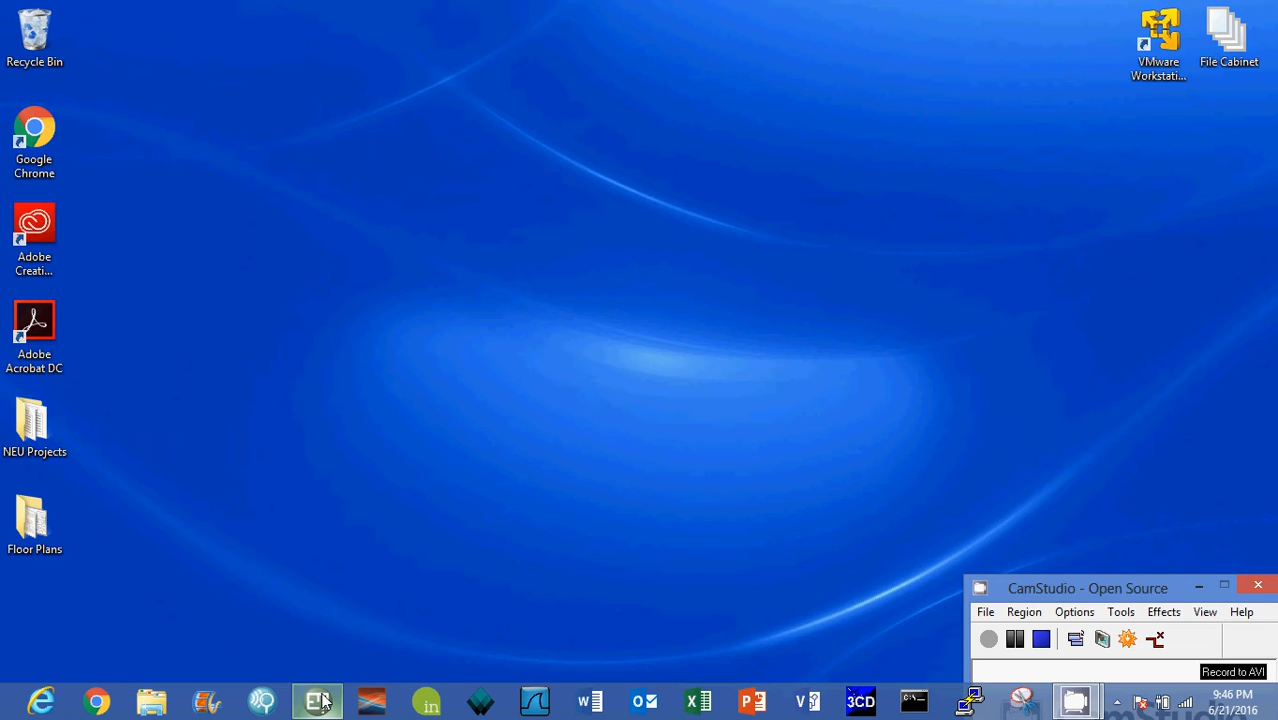 Recycle Bin
Google
Chrome
Adobe
Creati...
Adobe
Acrobat DC
NEU Projects
Floor Plans
VMware
Workstati...
File Cabinet
CamStudio - Open Source
File Region Options Tools Effects View Help
Record to AVI
9:46 PM
6/21/2016
in
3CD